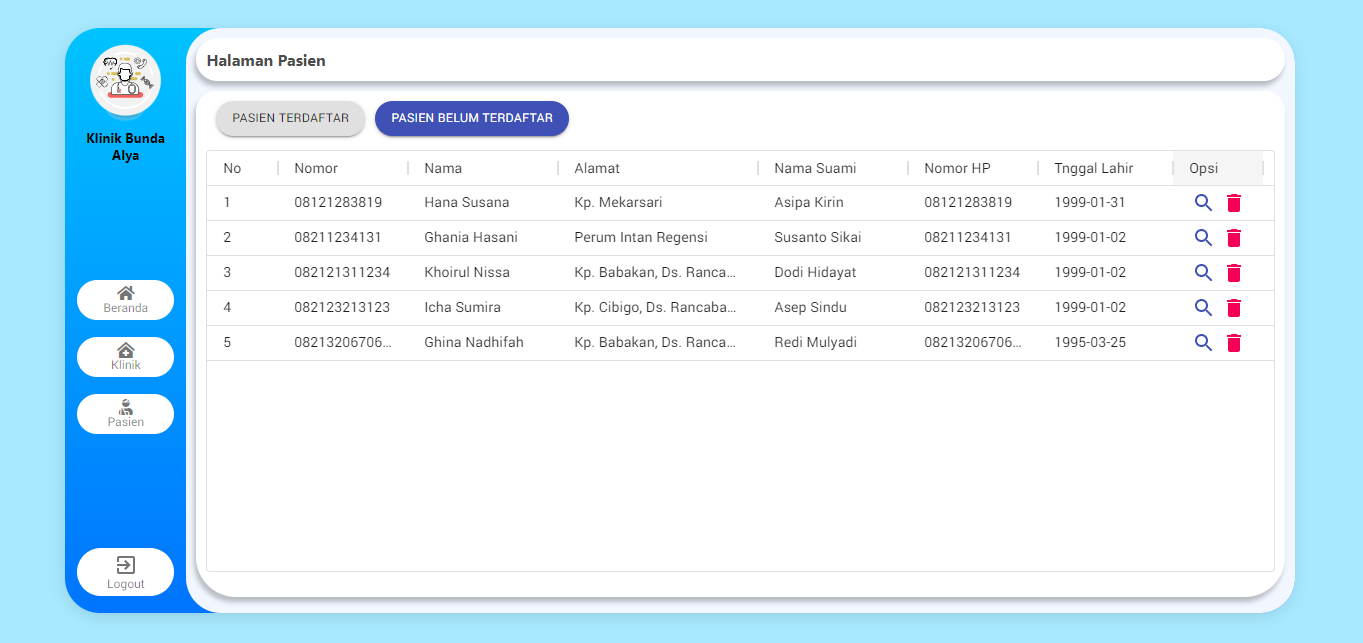 Klinik Bunda
Alya
Beranda
Klinik
Pasien
Logout
Halaman Pasien
PASIEN TERDAFTAR PASIEN BELUM TERDAFTAR
No Nomor Nama Alamat Nama Suami Nomor HP Tnggal Lahir Opsi
1 08121283819 Hana Susana Kp. Mekarsari Asipa Kirin 08121283819 1999-01-31
2 08211234131 Ghania Hasani Perum Intan Regensi Susanto Sikai 08211234131 1999-01-02
3 082121311234 Khoirul Nissa Kp. Babakan, Ds. Ranca... Dodi Hidayat 082121311234 1999-01-02
4 082123213123 Icha Sumira Kp. Cibigo, Ds. Rancaba... Asep Sindu 082123213123 1999-01-02
5 08213206706... Ghina Nadhifah Kp. Babakan, Ds. Ranca... Redi Mulyadi 08213206706... 1995-03-25